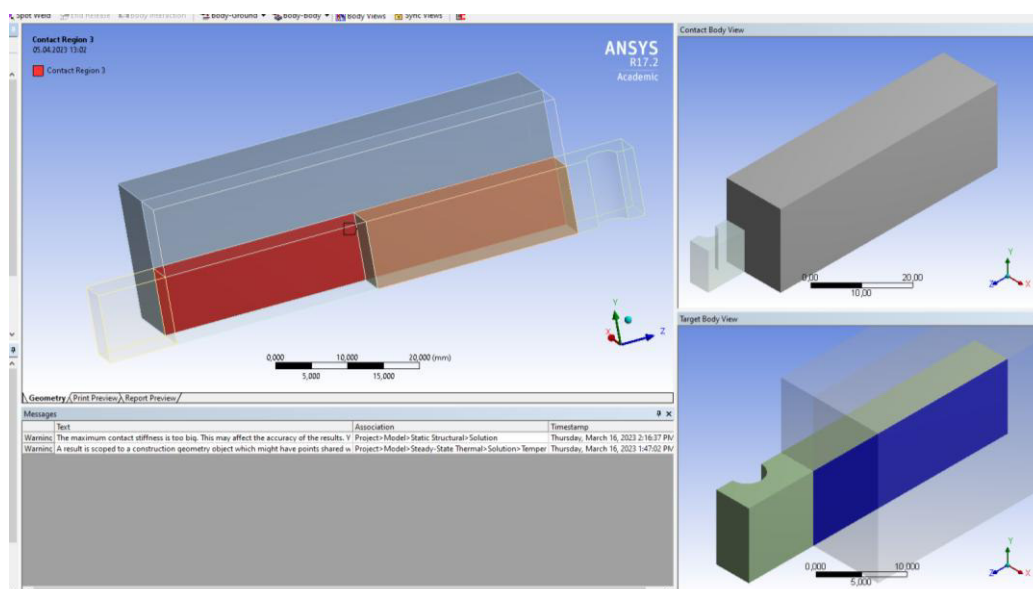 Spot Weld End Release Body Interaction Body-Ground Body-Body Body Views Sync Views
Contact Region 3
05.04.2023 13:02
Contact Region 3
ANSYS
R17.2
Academic
Y
X
Z
0,000 10,000 20,000 (mm)
5,000 15,000
Geometry Print Preview Report Preview
Contact Body View
0,00 20,00
10,00
Y
Z X
Target Body View
0,000 10,000
5,000
Y
Z X
Messages
Text Association Timestamp
Warning The maximum contact stiffness is too big. This may affect the accuracy of the results. Y Project>Model>Static Structural>Solution Thursday, March 16, 2023 2:16:37 PM
Warning A result is scoped to a construction geometry object which might have points shared w Project>Model>Steady-State Thermal>Solution>Temper Thursday, March 16, 2023 1:47:02 PM